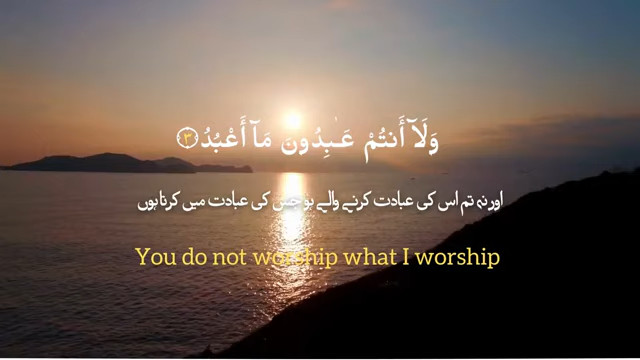 وَلَآ أَنتُمْ عَـٰبِدُونَ مَآ أَعْبُدُ ٣
اور نہ تم اس کی عبادت کرنے والے ہو جس کی عبادت میں کرتا ہوں
You do not worship what I worship